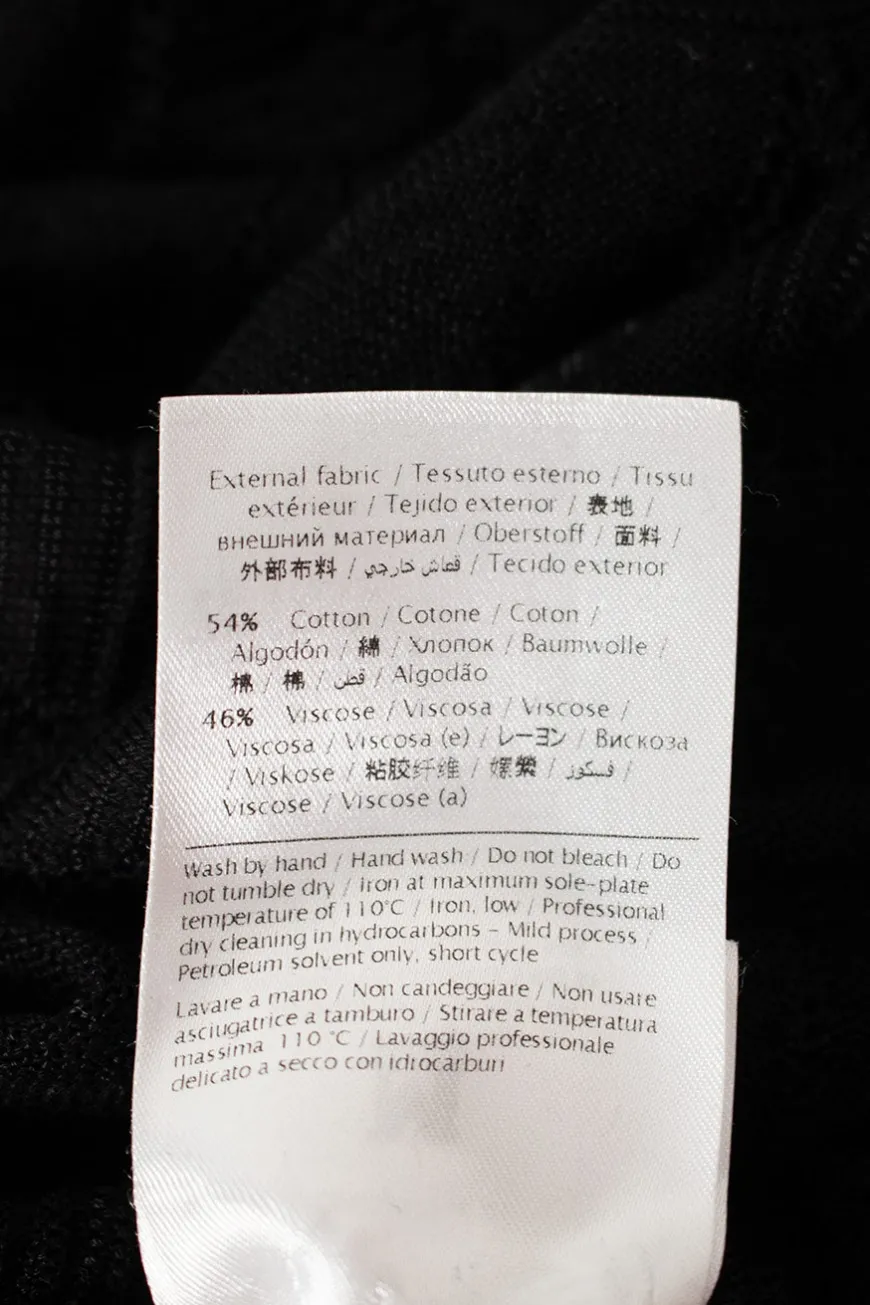 External fabric / Tessuto esterno / Tissu
extérieur / Tejido exterior / 表地 /
внешний материал / Oberstoff / 面料 /
外部布料 / قماش خارجي / Tecido exterior
54% Cotton / Cotone / Coton /
Algodón / 綿 / Хлопок / Baumwolle /
棉 / 棉 / قطن / Algodão
46% Viscose / Viscosa / Viscose /
Viscosa / Viscosa (e) / レーヨン / Вискоза
/ Viskose / 粘胶纤维 / 嫘縈 / فسكوز /
Viscose / Viscose (a)
Wash by hand / Hand wash / Do not bleach / Do
not tumble dry / Iron at maximum sole-plate
temperature of 110°C / Iron, low / Professional
dry cleaning in hydrocarbons - Mild process /
Petroleum solvent only, short cycle
Lavare a mano / Non candeggiare / Non usare
asciugatrice a tamburo / Stirare a temperatura
massima 110 °C / Lavaggio professionale
delicato a secco con idrocarburi